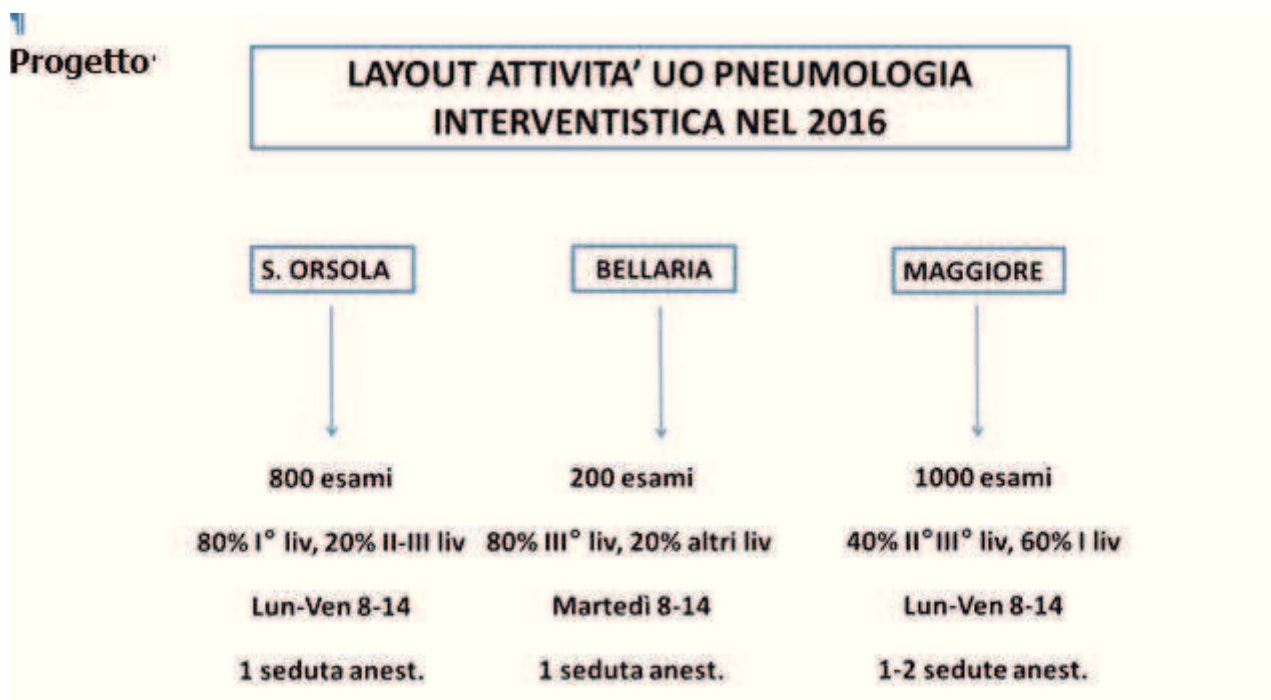 ¶
Progetto·
LAYOUT ATTIVITA’ UO PNEUMOLOGIA
INTERVENTISTICA NEL 2016
S. ORSOLA
BELLARIA
MAGGIORE
800 esami
200 esami
1000 esami
80% I° liv, 20% II-III liv
80% III° liv, 20% altri liv
40% II°III° liv, 60% I liv
Lun-Ven 8-14
Martedì 8-14
Lun-Ven 8-14
1 seduta anest.
1 seduta anest.
1-2 sedute anest.